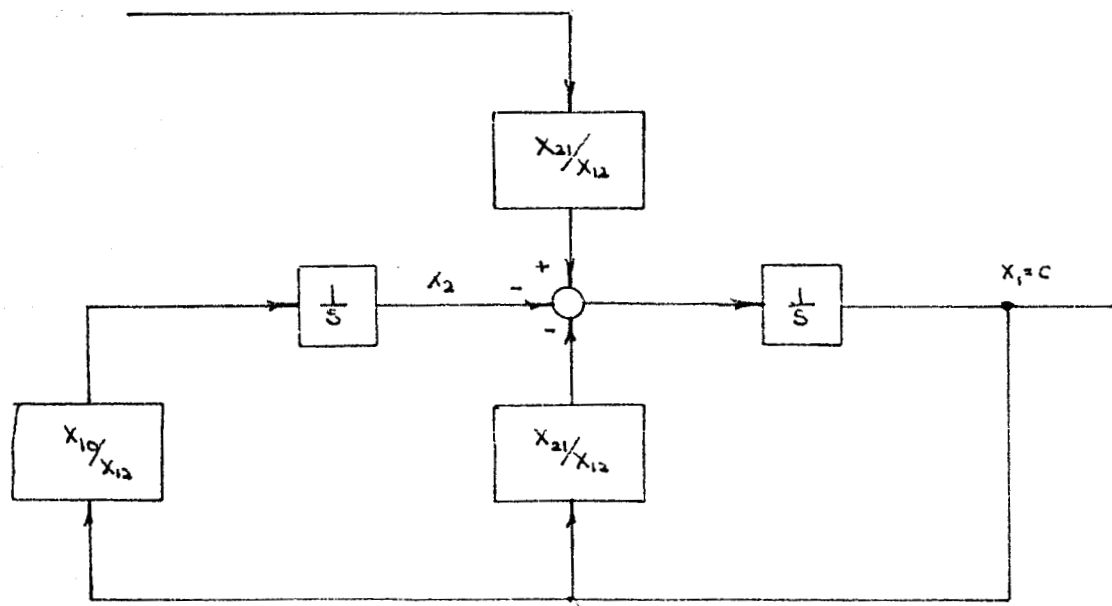 X21/X12
+
1/S
X2
-
-
1/S
X1 = C
X10/X12
X21/X12